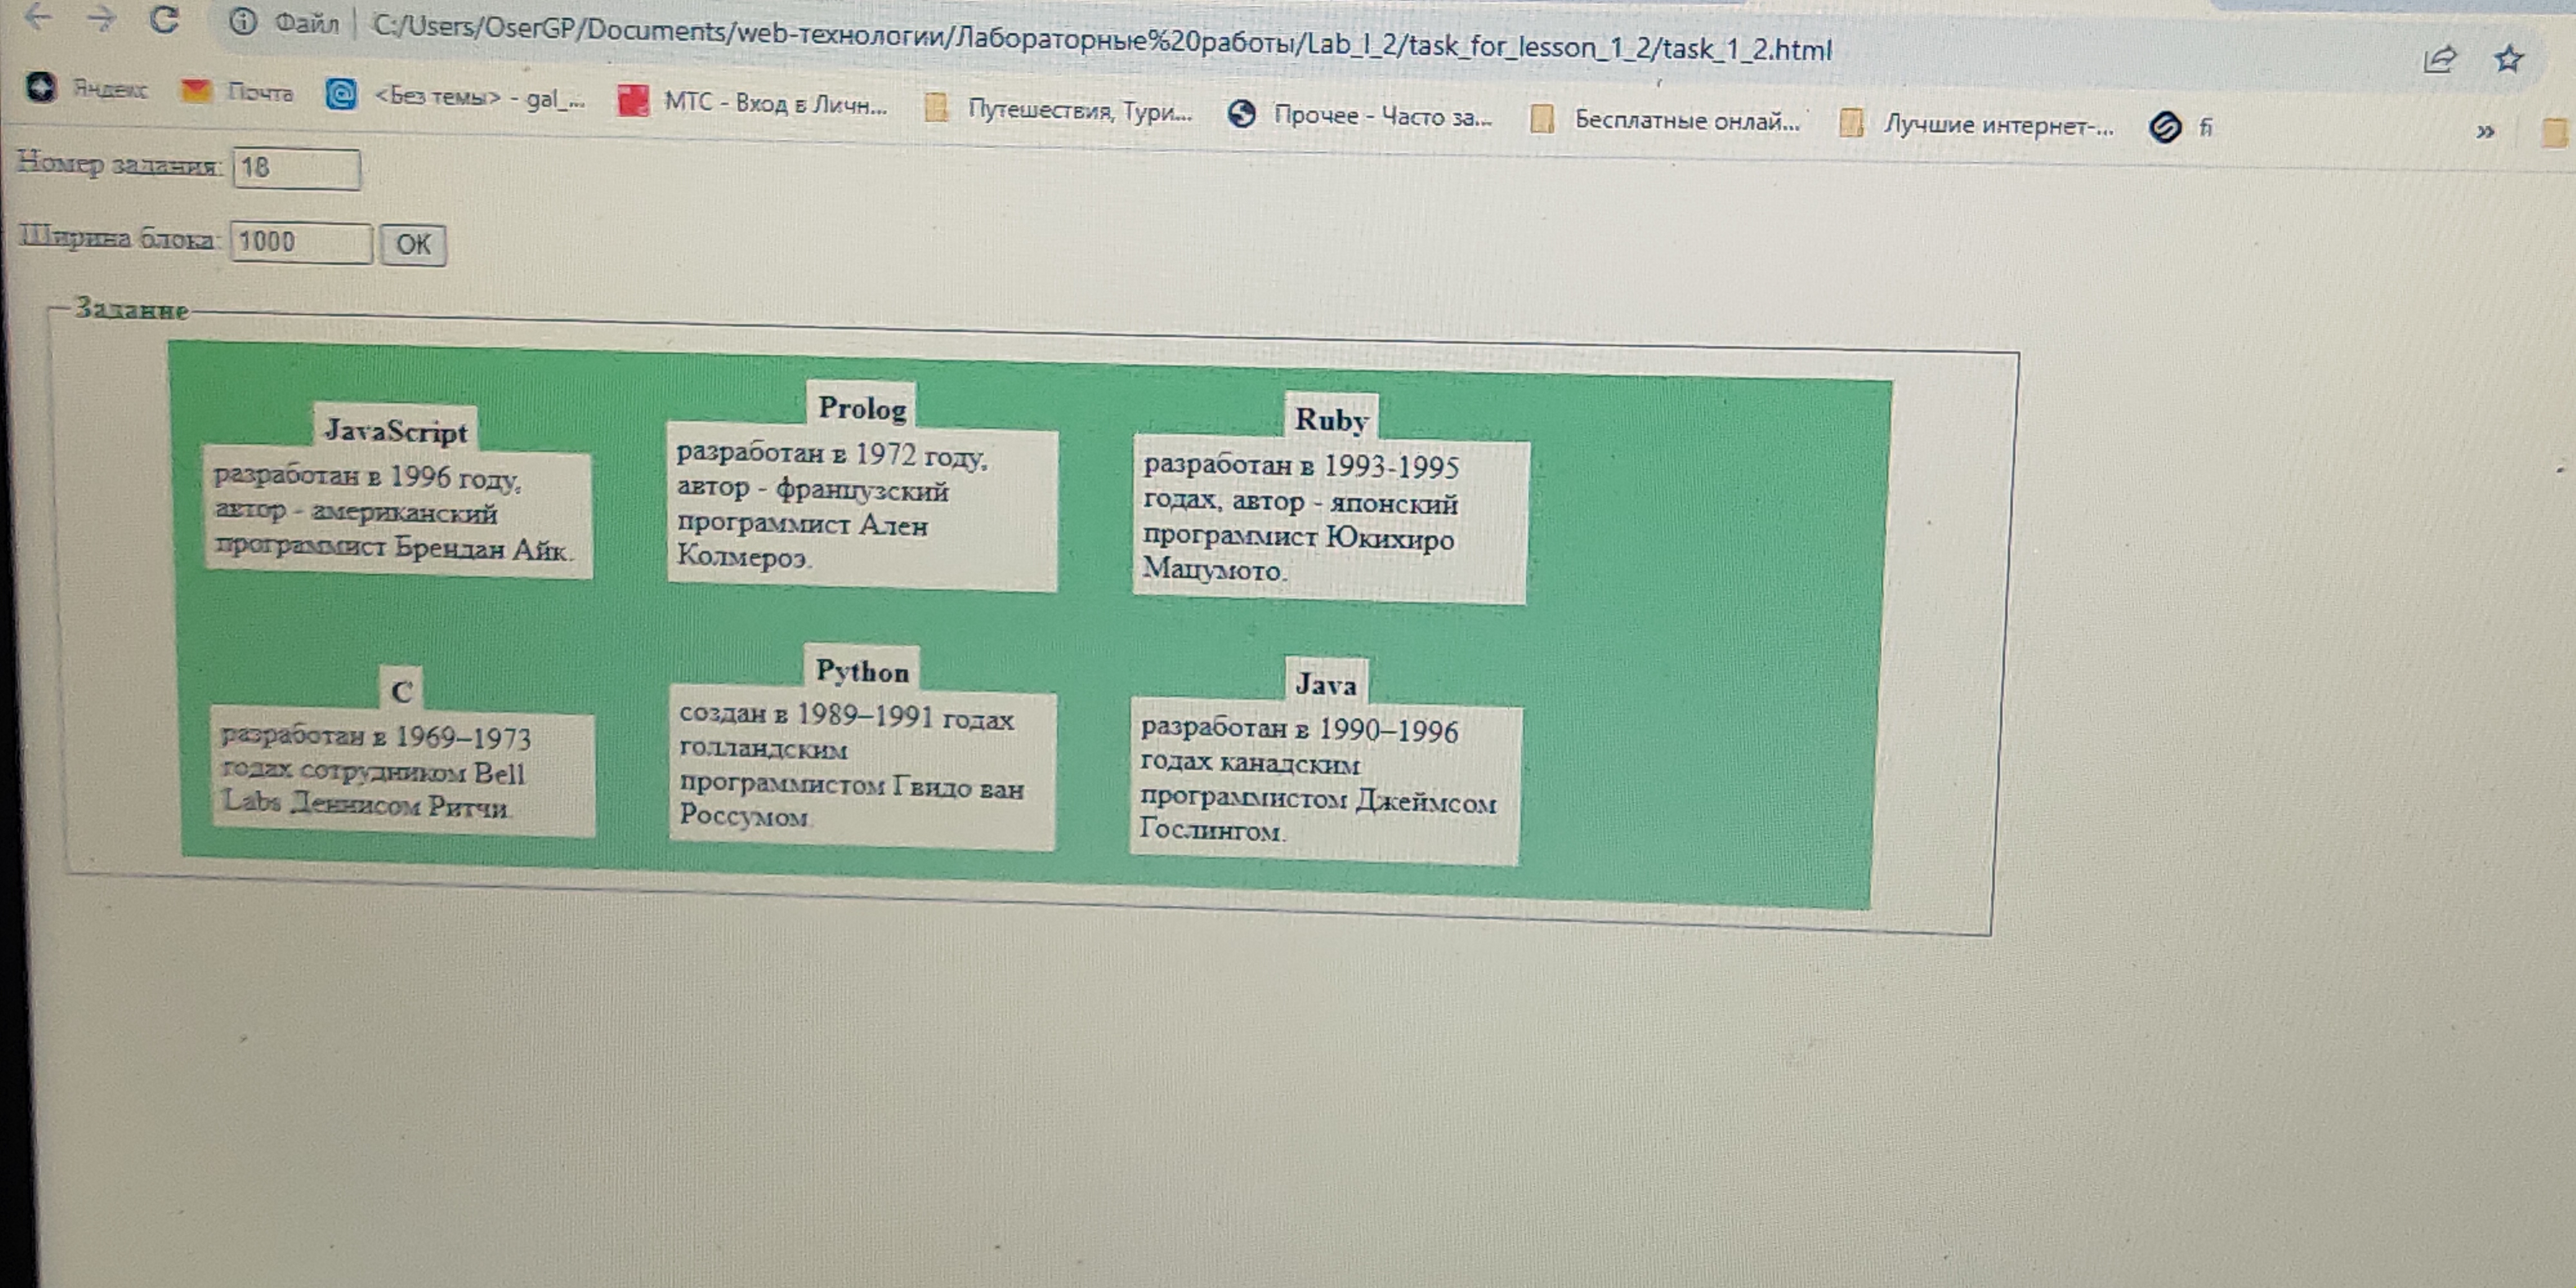 Файл C:/Users/OserGP/Documents/web-технологии/Лабораторные%20работы/Lab_I_2/task_for_lesson_1_2/task_1_2.html
Яндекс Почта <Без темы> - gal_... МТС - Вход в Личн... Путешествия, Тури... Прочее - Часто за... Бесплатные онлай... Лучшие интернет-... fi »
Номер задания: 18
Ширина блока: 1000 OK
Задание
JavaScript
разработан в 1996 году,
автор - американский
программист Брендан Айк.
Prolog
разработан в 1972 году,
автор - французский
программист Ален
Колмероэ.
Ruby
разработан в 1993-1995
годах, автор - японский
программист Юкихиро
Мацумото.
C
разработан в 1969–1973
годах сотрудником Bell
Labs Деннисом Ритчи.
Python
создан в 1989–1991 годах
голландским
программистом Гвидо ван
Россумом.
Java
разработан в 1990–1996
годах канадским
программистом Джеймсом
Гослингом.